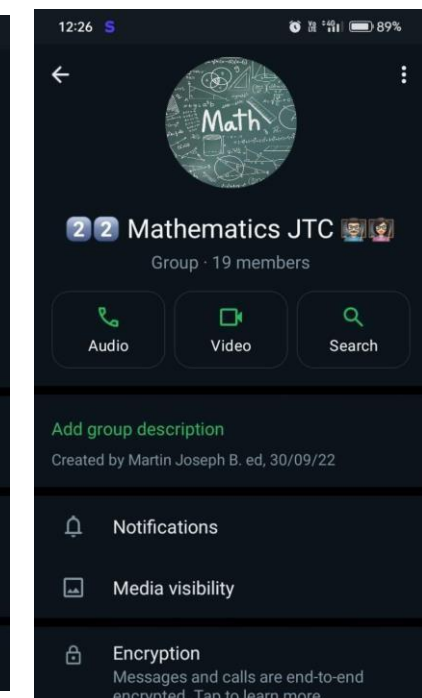 12:26 S 89%
Math
22 Mathematics JTC
Group · 19 members
Audio Video Search
Add group description
Created by Martin Joseph B. ed, 30/09/22
Notifications
Media visibility
Encryption
Messages and calls are end-to-end
encrypted. Tap to learn more.